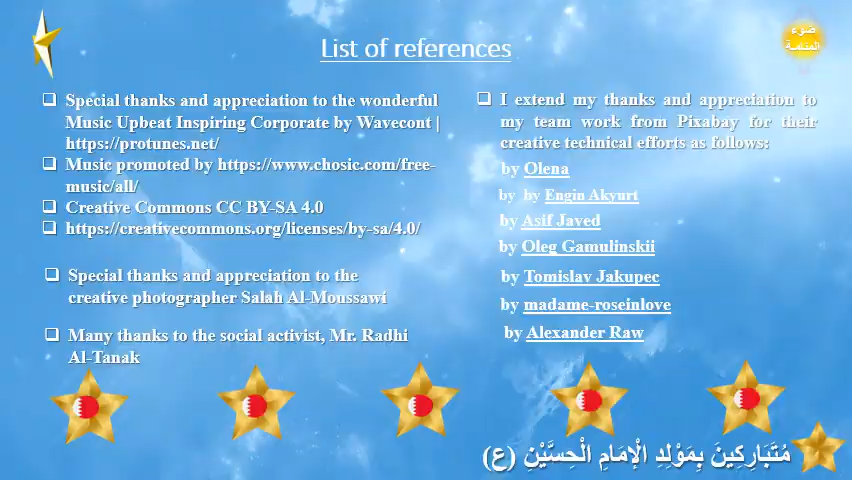 List of references
ضوء
المنامة
Special thanks and appreciation to the wonderful
Music Upbeat Inspiring Corporate by Wavecont |
https://protunes.net/
Music promoted by https://www.chosic.com/free-
music/all/
Creative Commons CC BY-SA 4.0
https://creativecommons.org/licenses/by-sa/4.0/
Special thanks and appreciation to the
creative photographer Salah Al-Moussawi
Many thanks to the social activist, Mr. Radhi
Al-Tanak
I extend my thanks and appreciation to
my team work from Pixabay for their
creative technical efforts as follows:
by Olena
by by Engin Akyurt
by Asif Javed
by Oleg Gamulinskii
by Tomislav Jakupec
by madame-roseinlove
by Alexander Raw
مُتَبَارِكِينَ بِمَوْلِدِ الْإِمَامِ الْحِسَّيْنِ (ع)